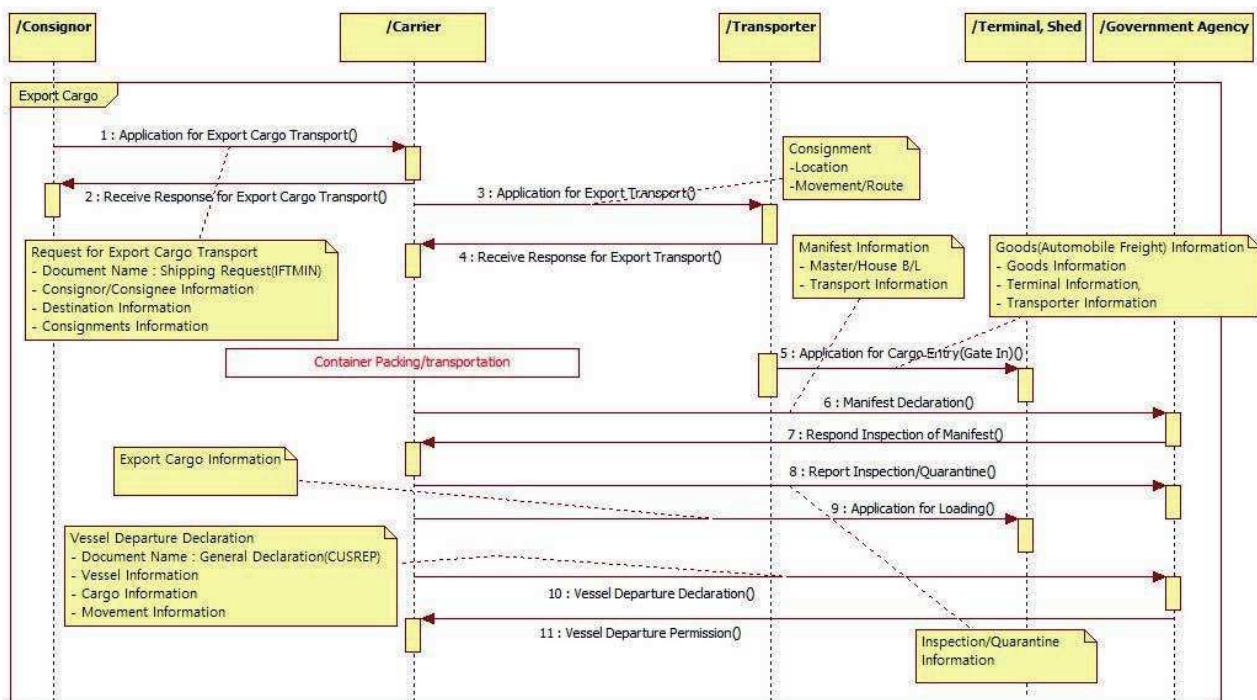 /Consignor
/Carrier
/Transporter
/Terminal, Shed
/Government Agency
Export Cargo
1 : Application for Export Cargo Transport()
2 : Receive Response for Export Cargo Transport()
3 : Application for Export Transport()
Consignment
-Location
-Movement/Route
4 : Receive Response for Export Transport()
Request for Export Cargo Transport
- Document Name : Shipping Request(IFTMIN)
- Consignor/Consignee Information
- Destination Information
- Consignments Information
Manifest Information
- Master/House B/L
- Transport Information
Goods(Automobile Freight) Information
- Goods Information
- Terminal Information,
- Transporter Information
Container Packing/transportation
5 : Application for Cargo Entry(Gate In)()
6 : Manifest Declaration()
7 : Respond Inspection of Manifest()
Export Cargo Information
8 : Report Inspection/Quarantine()
9 : Application for Loading()
Vessel Departure Declaration
- Document Name : General Declaration(CUSREP)
- Vessel Information
- Cargo Information
- Movement Information
10 : Vessel Departure Declaration()
11 : Vessel Departure Permission()
Inspection/Quarantine
Information